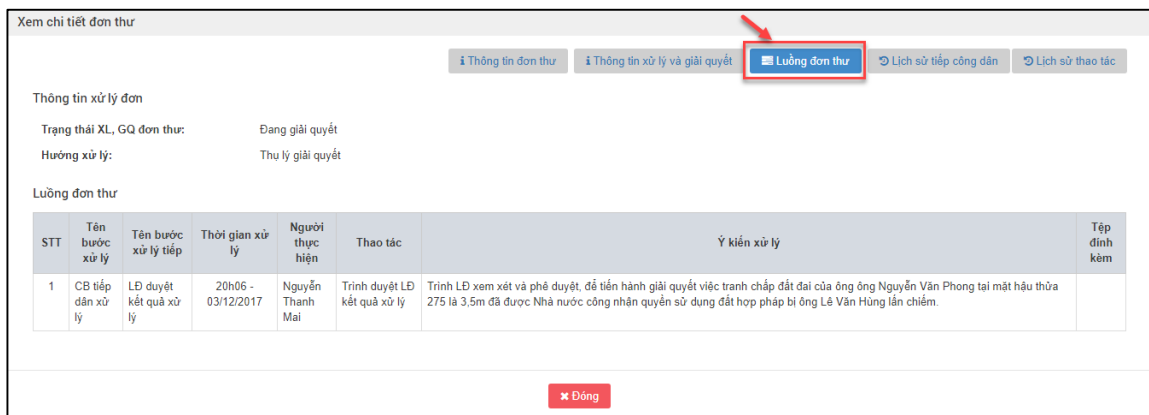 Xem chi tiết đơn thư
Thông tin đơn thư
Thông tin xử lý và giải quyết
Luồng đơn thư
Lịch sử tiếp công dân
Lịch sử thao tác
Thông tin xử lý đơn
Trạng thái XL, GQ đơn thư: Đang giải quyết
Hướng xử lý: Thụ lý giải quyết
Luồng đơn thư
STT
Tên
bước
xử lý
Tên bước
xử lý tiếp
Thời gian xử
lý
Người
thực
hiện
Thao tác
Ý kiến xử lý
Tệp
đính
kèm
1
CB tiếp
dân xử
lý
LĐ duyệt
kết quả xử
lý
20h06 -
03/12/2017
Nguyễn
Thanh
Mai
Trình duyệt LĐ
kết quả xử lý
Trình LĐ xem xét và phê duyệt, để tiến hành giải quyết việc tranh chấp đất đai của ông ông Nguyễn Văn Phong tại mặt hậu thửa
275 là 3,5m đã được Nhà nước công nhận quyền sử dụng đất hợp pháp bị ông Lê Văn Hùng lấn chiếm.
Đóng